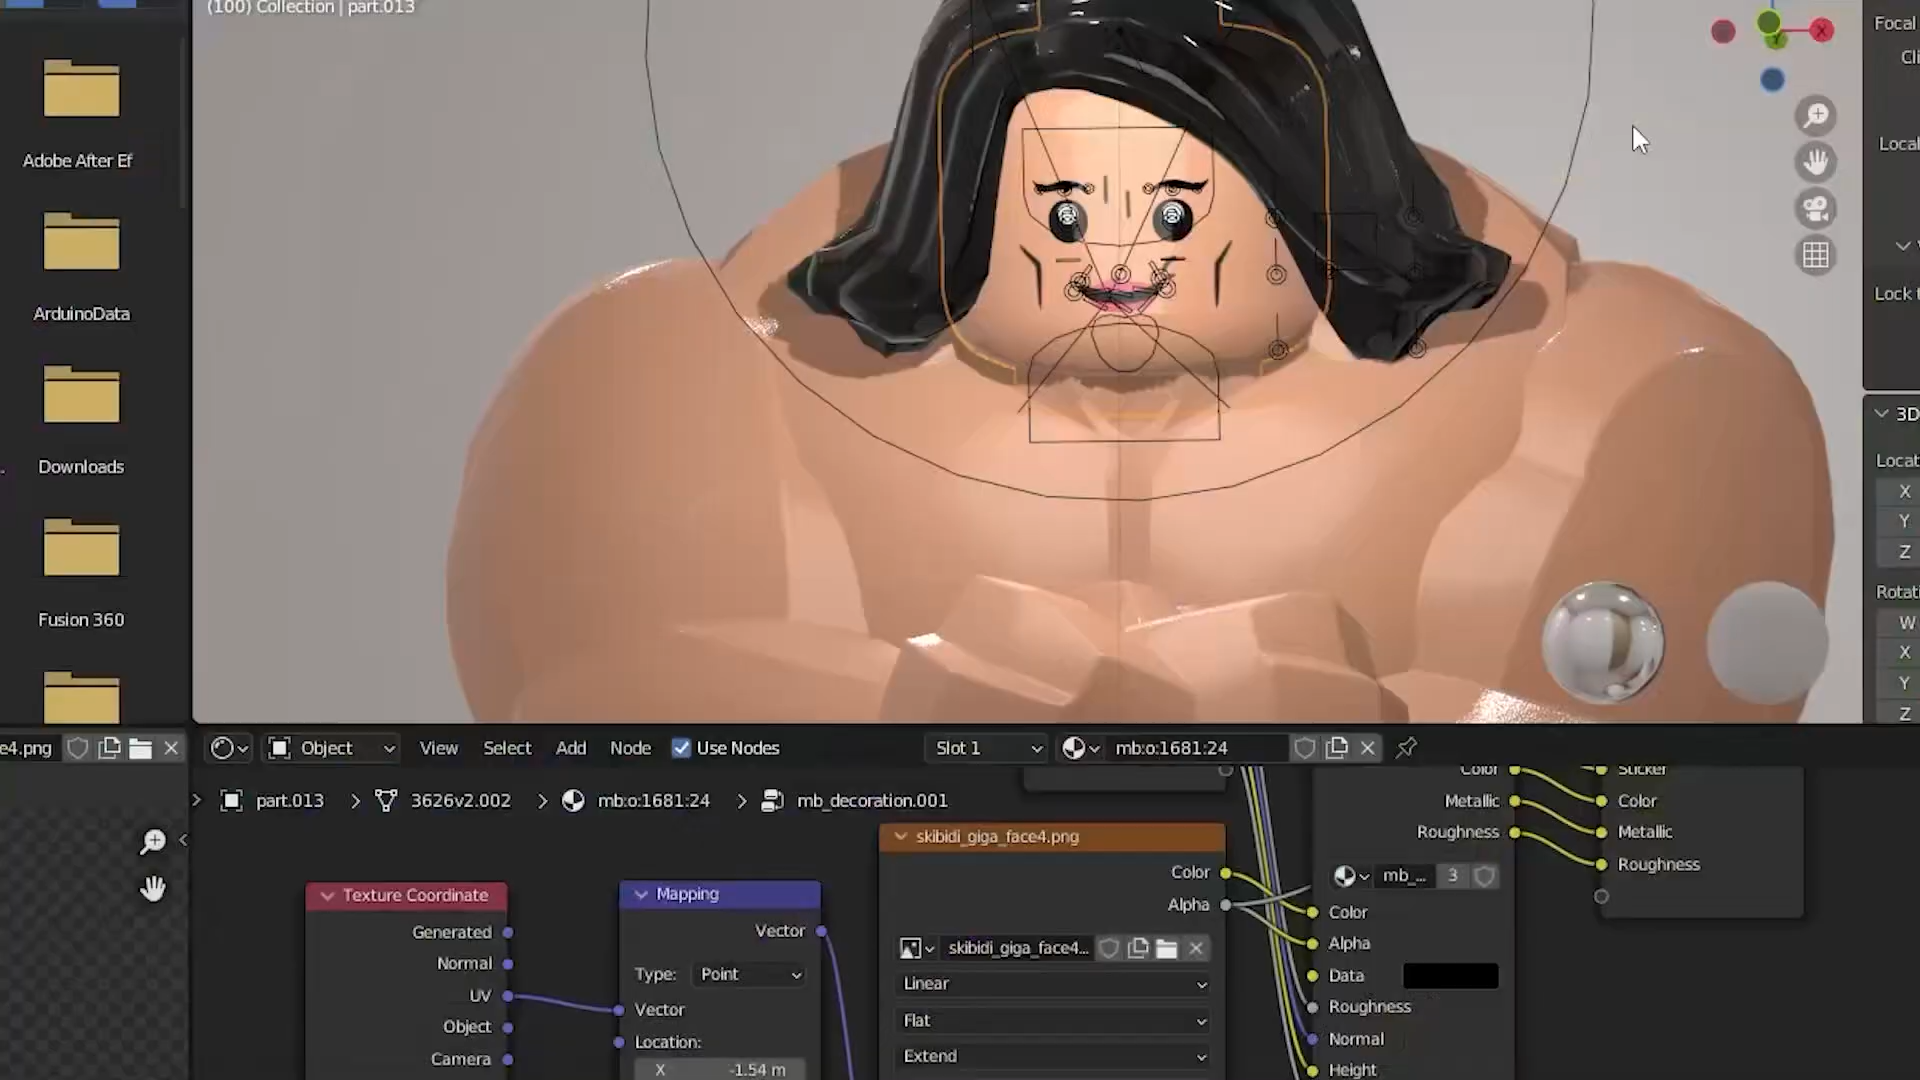 (100) Collection | part.013
Adobe After Ef
ArduinoData
Downloads
Fusion 360
X
Y
Focal
Cli
Local
Lock t
3D
Locat
X
Y
Z
Rotati
W
X
Y
Z
e4.png
Object
View
Select
Add
Node
Use Nodes
Slot 1
mb:o:1681:24
part.013
3626v2.002
mb:o:1681:24
mb_decoration.001
Texture Coordinate
Generated
Normal
UV
Object
Camera
Mapping
Vector
Type:
Point
Vector
Location:
X
-1.54 m
skibidi_giga_face4.png
Color
Alpha
skibidi_giga_face4...
Linear
Flat
Extend
Color
Metallic
Roughness
mb_...
3
Color
Alpha
Data
Roughness
Normal
Height
Sticker
Color
Metallic
Roughness